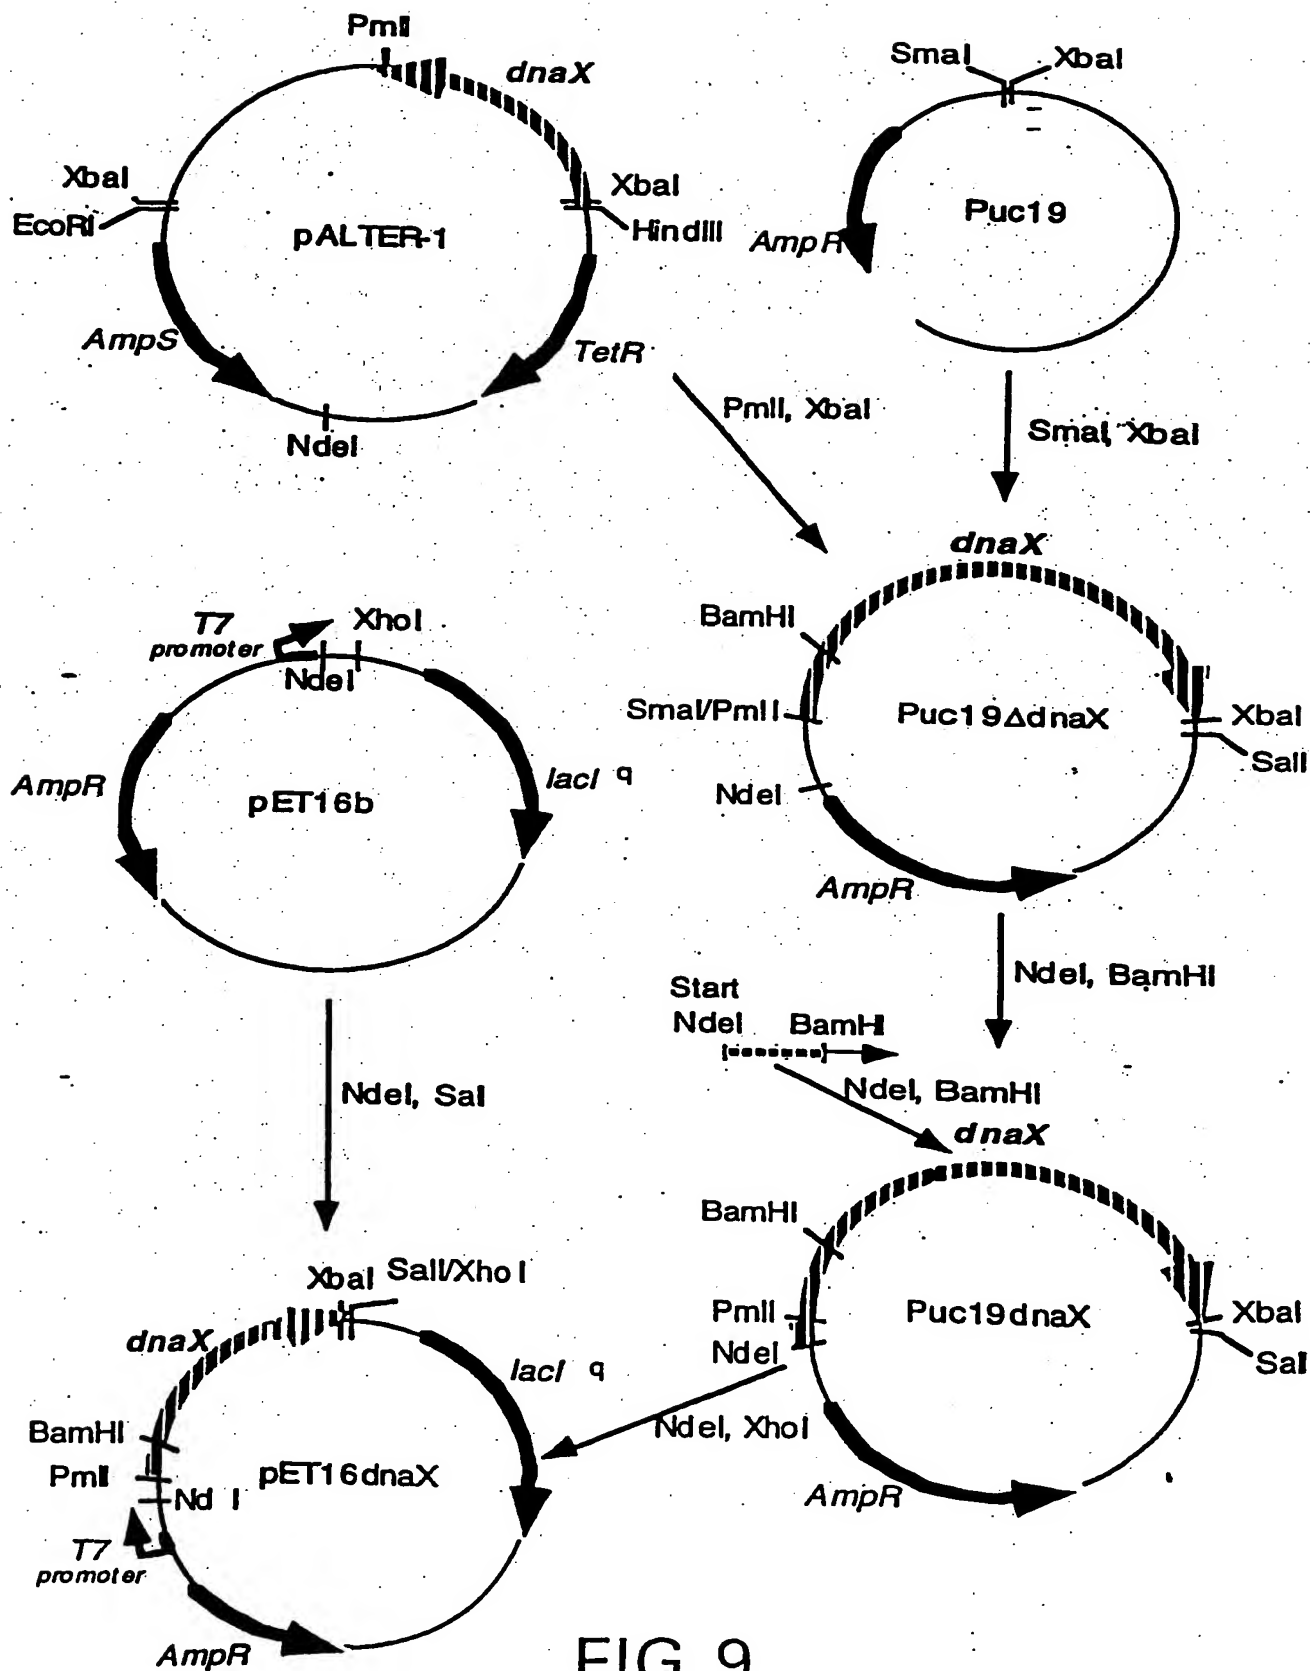 PmlI
dnaX
XbaI
EcoRI
XbaI
HindIII
pALTER-1
AmpS
TetR
NdeI
SmaI
XbaI
Puc19
AmpR
PmlI, XbaI
SmaI, XbaI
T7
promoter
XhoI
NdeI
AmpR
lacI q
pET16b
dnaX
BamHI
SmaI/PmlI
Puc19ΔdnaX
XbaI
SalI
NdeI
AmpR
NdeI, BamHI
Start
NdeI
BamHI
NdeI, BamHI
NdeI, SalI
dnaX
BamHI
PmlI
NdeI
Puc19dnaX
XbaI
SalI
AmpR
NdeI, XhoI
XbaI
SalI/XhoI
dnaX
lacI q
BamHI
PmlI
Nd I
pET16dnaX
T7
promoter
AmpR
FIG. 9